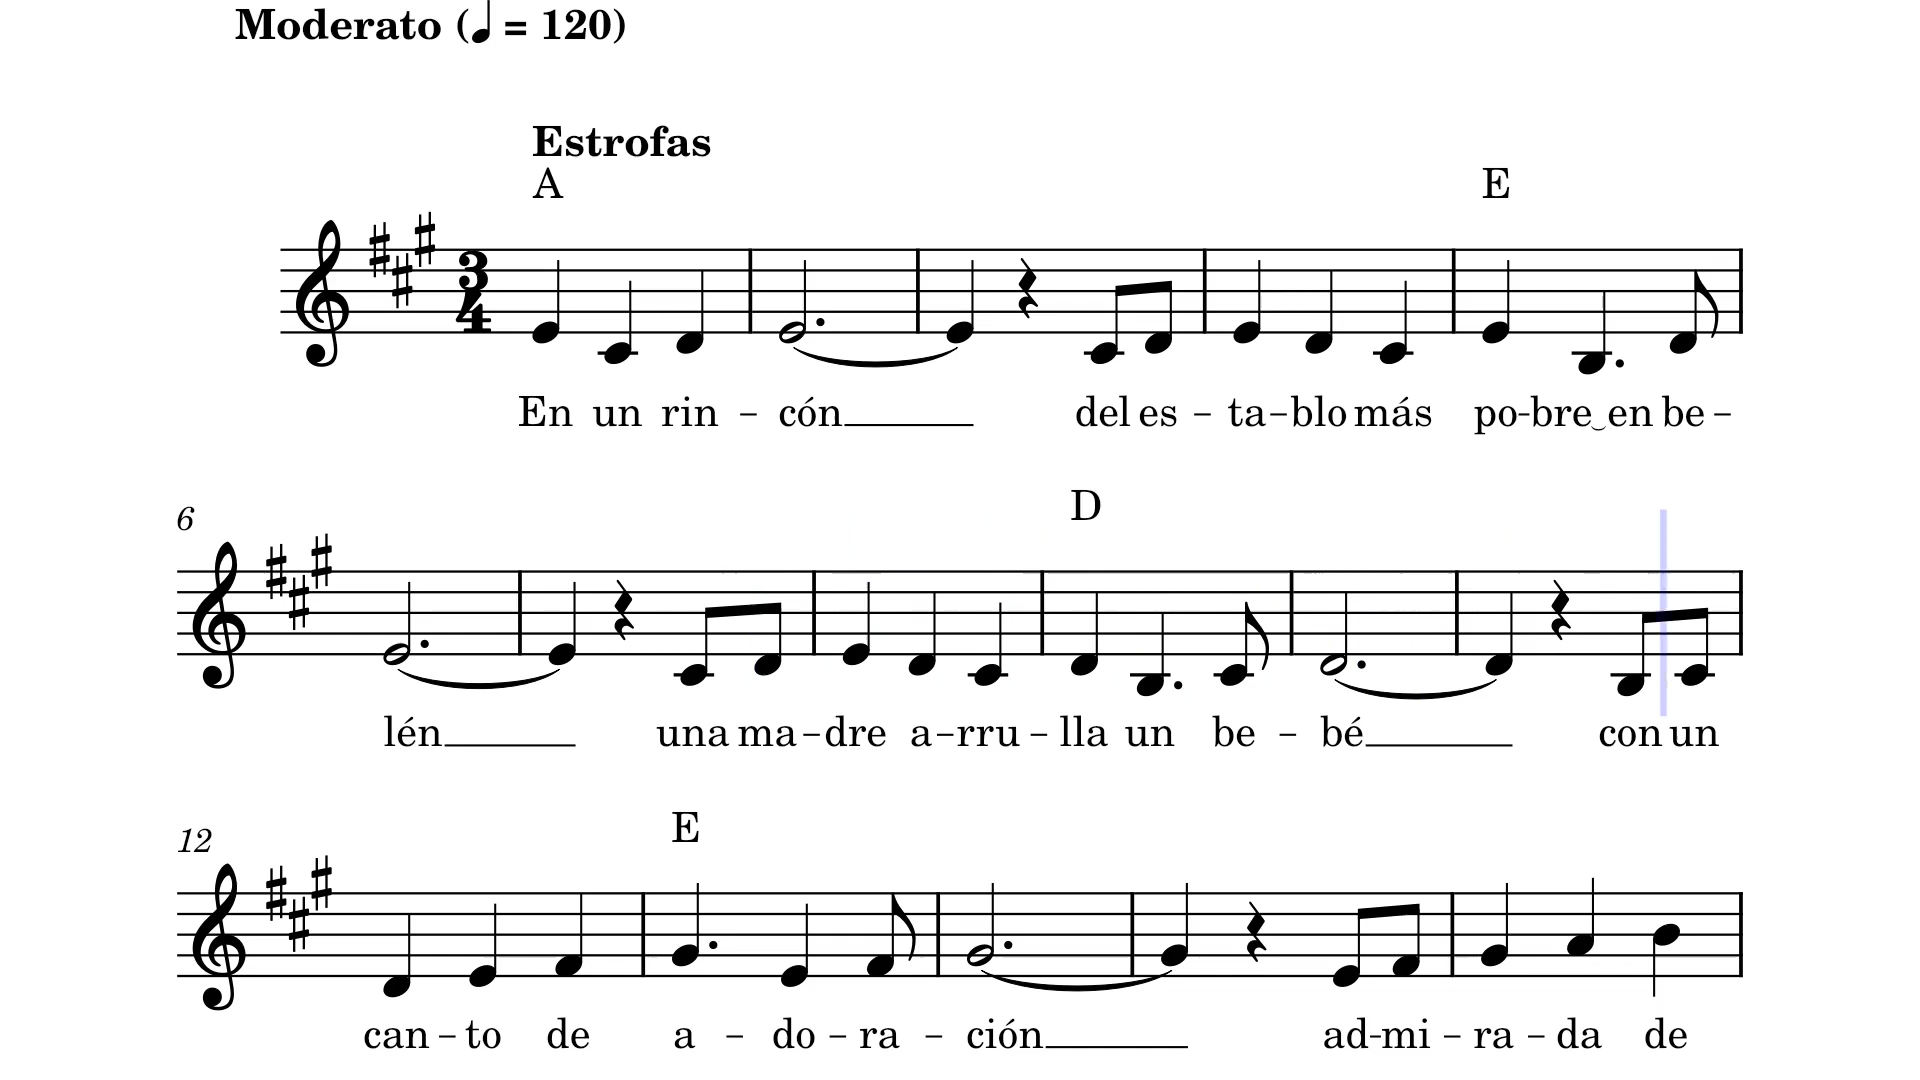 Moderato (♩ = 120)
Estrofas
A E
3
4
En un rin - cón del es - ta - blo más po - bre‿en be -
6
D
lén una ma - dre a - rru - lla un be - bé con un
12
E
can - to de a - do - ra - ción ad - mi - ra - da de